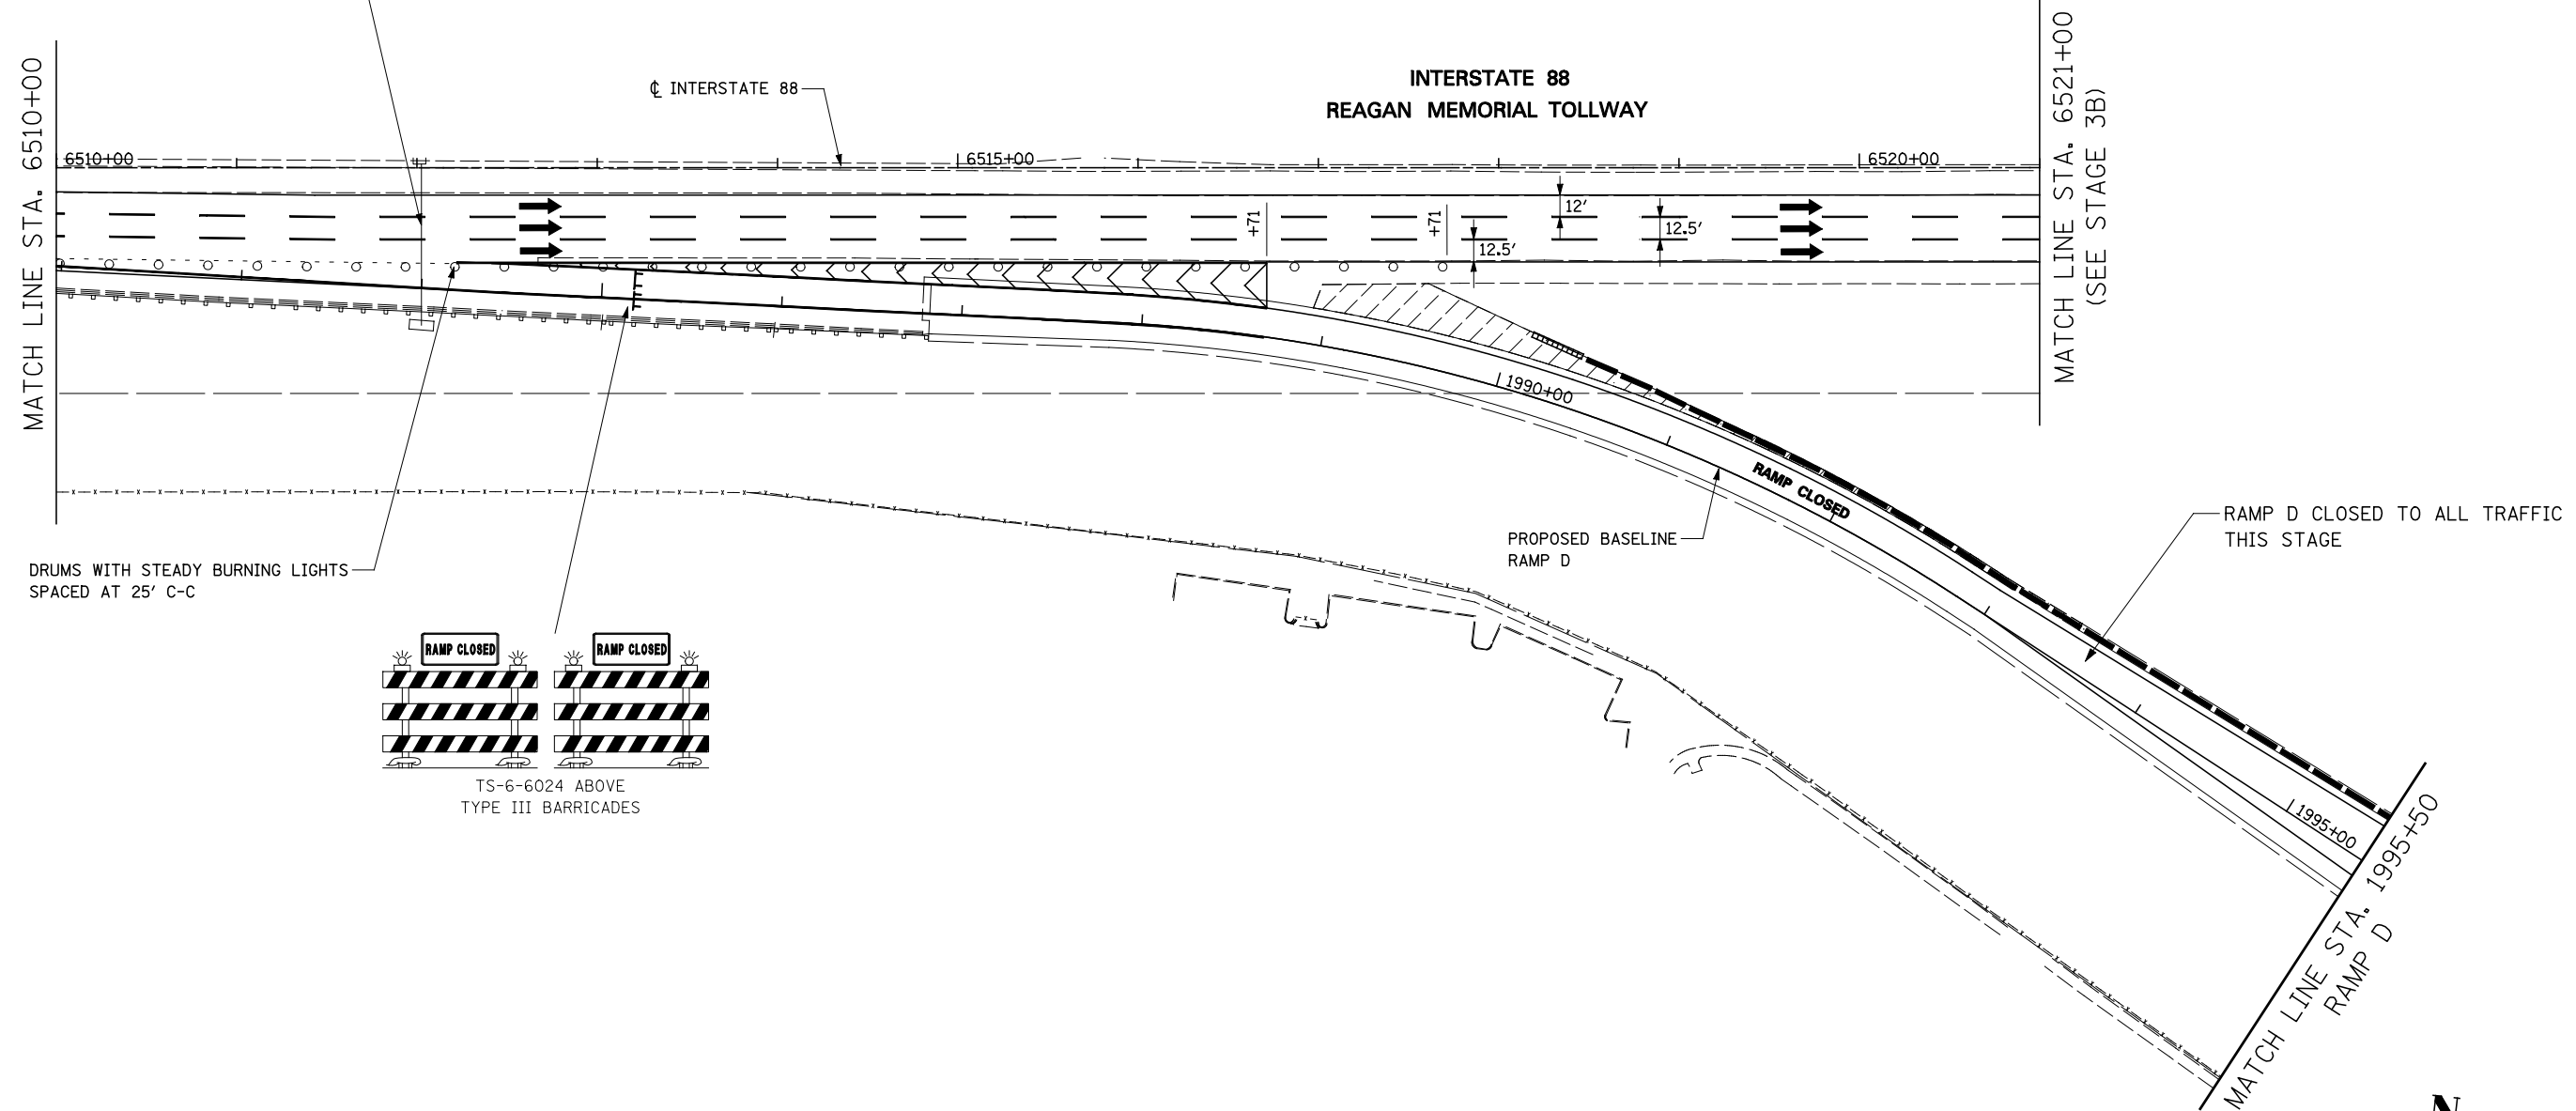 MATCH LINE STA. 6510+00
℄ INTERSTATE 88
INTERSTATE 88
REAGAN MEMORIAL TOLLWAY
MATCH LINE STA. 6521+00
(SEE STAGE 3B)
6510+00
6515+00
6520+00
+71
+71
12'
12.5'
12.5'
1990+00
RAMP CLOSED
PROPOSED BASELINE
RAMP D
RAMP D CLOSED TO ALL TRAFFIC
THIS STAGE
DRUMS WITH STEADY BURNING LIGHTS
SPACED AT 25' C-C
RAMP CLOSED
RAMP CLOSED
TS-6-6024 ABOVE
TYPE III BARRICADES
1995+00
MATCH LINE STA. 1995+50
RAMP D
N